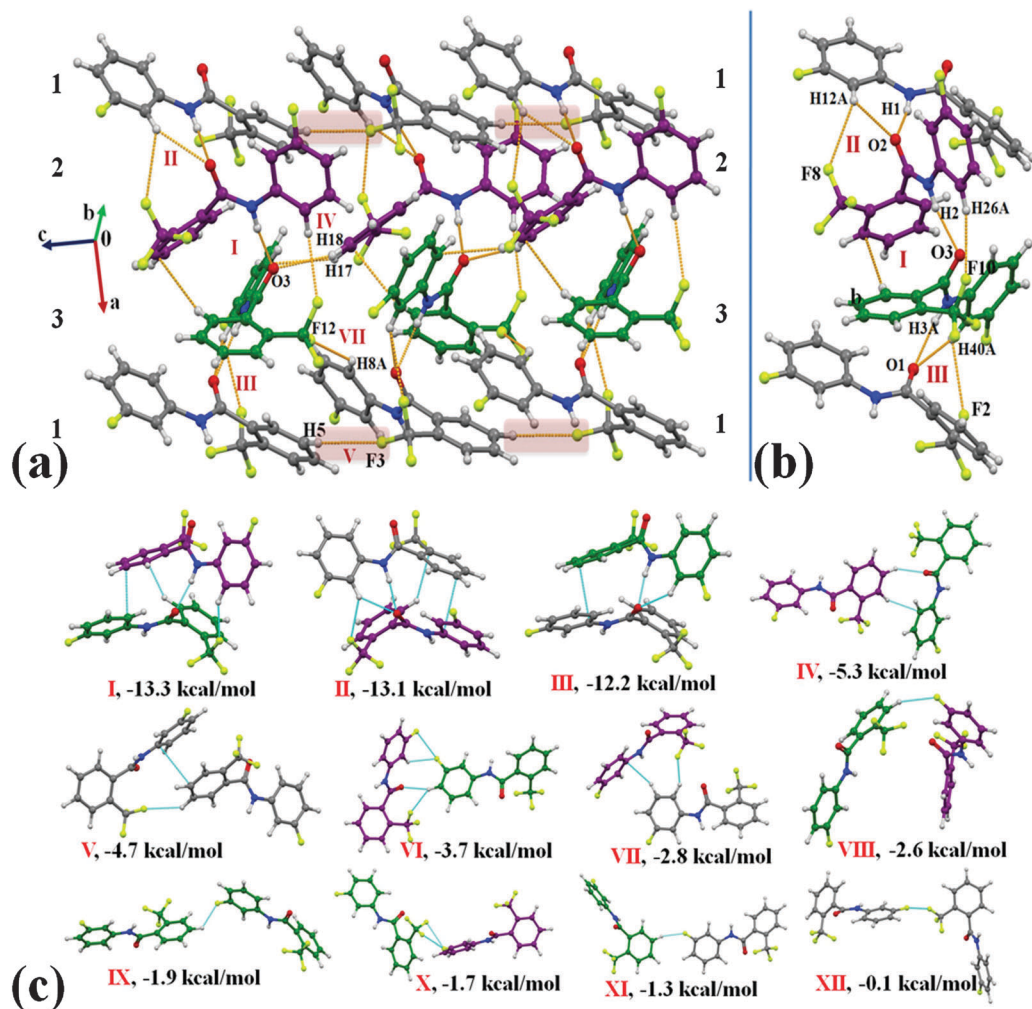 (a)
1
1
2
2
3
3
1
1
b
c
0
a
II
I
IV
H18
H17
O3
F12
VII
H8A
III
H5
V
F3
(b)
H12A
H1
II
O2
F8
H2
H26A
I
O3
F10
b
H3A
H40A
O1
III
F2
(c)
I, -13.3 kcal/mol
II, -13.1 kcal/mol
III, -12.2 kcal/mol
IV, -5.3 kcal/mol
V, -4.7 kcal/mol
VI, -3.7 kcal/mol
VII, -2.8 kcal/mol
VIII, -2.6 kcal/mol
IX, -1.9 kcal/mol
X, -1.7 kcal/mol
XI, -1.3 kcal/mol
XII, -0.1 kcal/mol